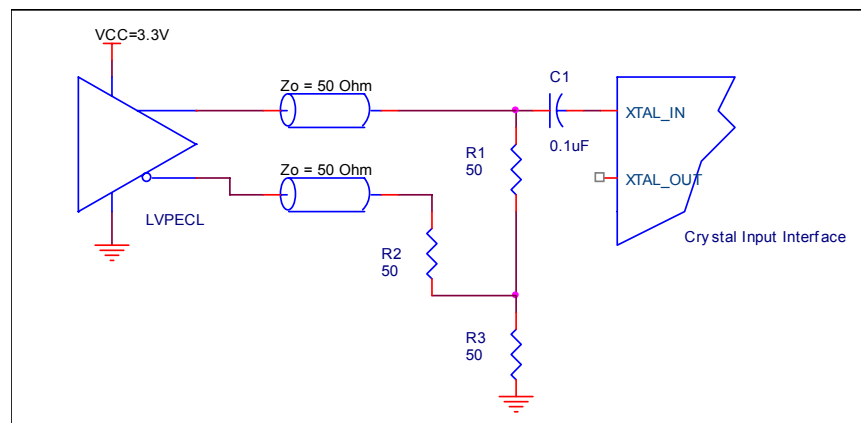 VCC=3.3V
Zo = 50 Ohm
C1
0.1uF
XTAL_IN
R1
50
Zo = 50 Ohm
XTAL_OUT
LVPECL
Crystal Input Interface
R2
50
R3
50